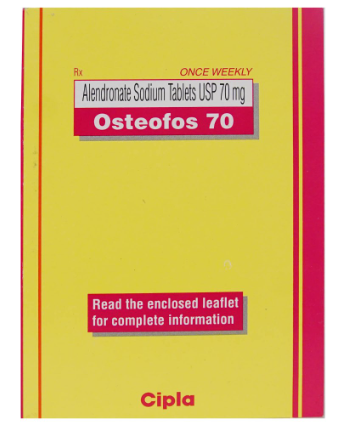 Rx
ONCE WEEKLY
Alendronate Sodium Tablets USP 70 mg
Osteofos 70
Read the enclosed leaflet
for complete information
Cipla